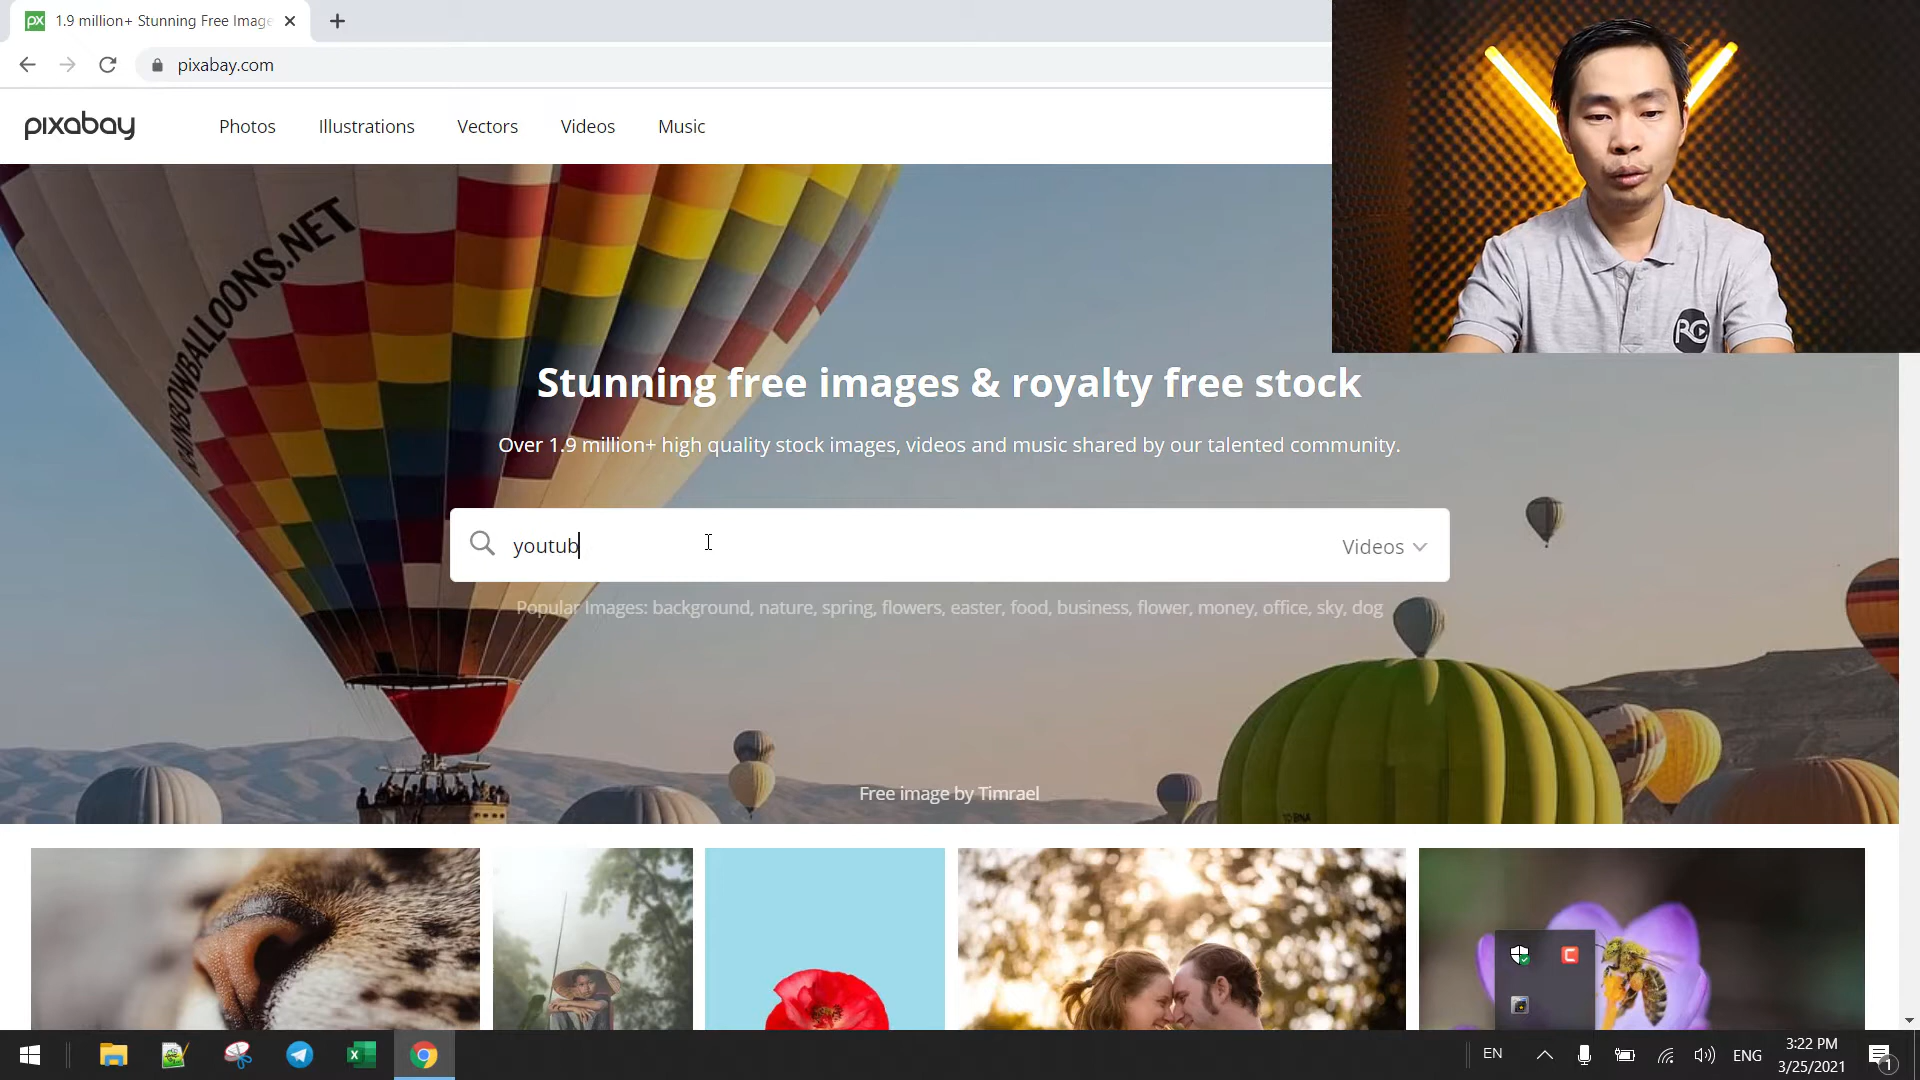 px 1.9 million+ Stunning Free Image
pixabay.com
pixabay Photos Illustrations Vectors Videos Music
RAINBOWBALLOONS.NET
RC
Stunning free images & royalty free stock
Over 1.9 million+ high quality stock images, videos and music shared by our talented community.
youtub Videos
Popular Images: background, nature, spring, flowers, easter, food, business, flower, money, office, sky, dog
Free image by Timrael
EN ENG 3:22 PM
3/25/2021 1